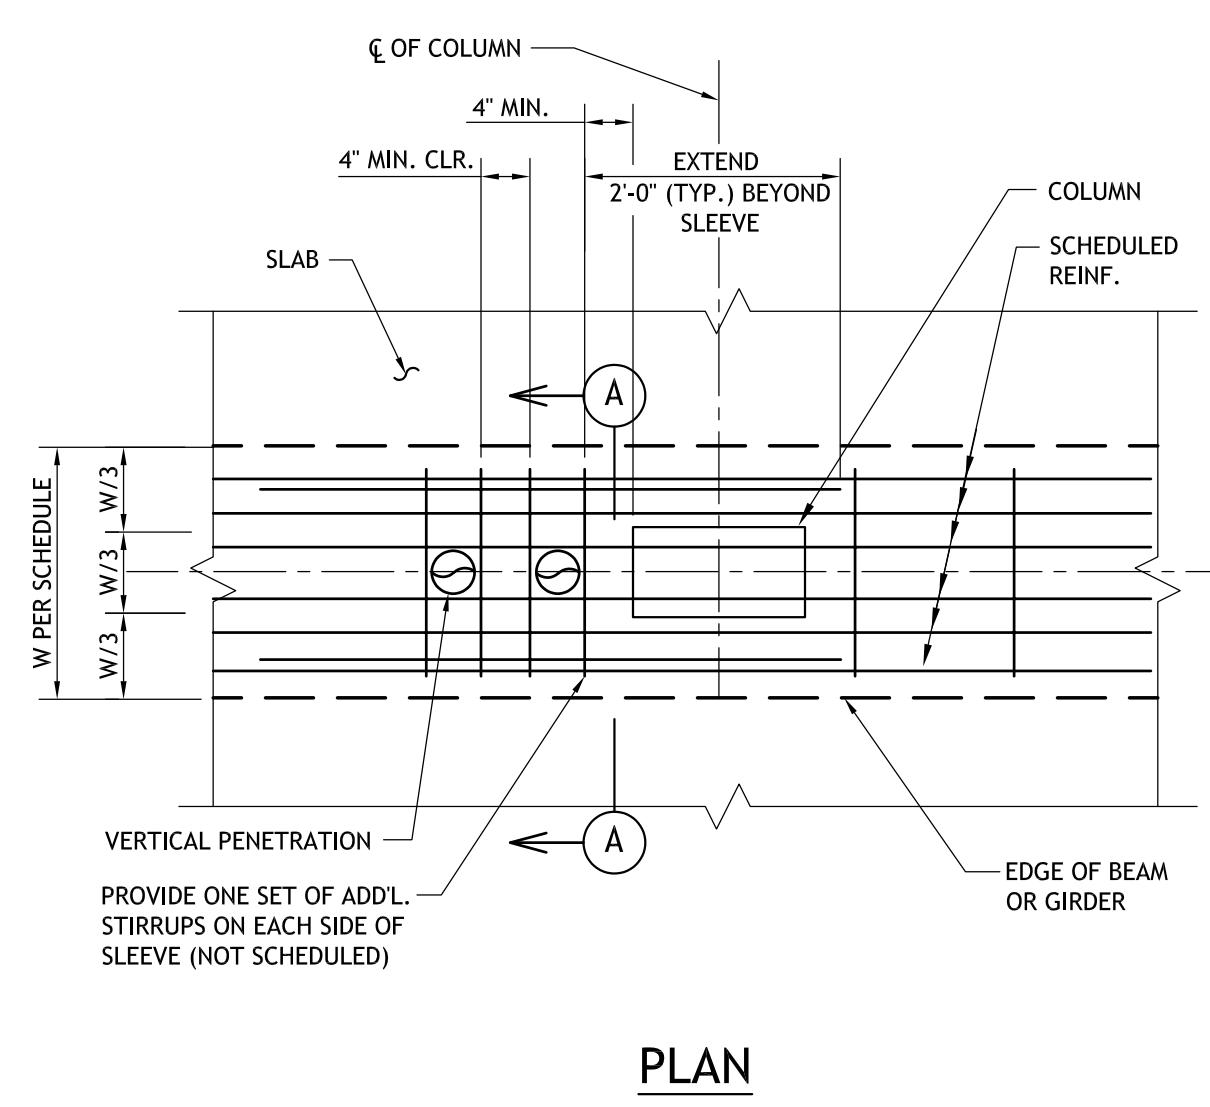 ℄ OF COLUMN
4" MIN.
4" MIN. CLR.
EXTEND
2'-0" (TYP.) BEYOND
SLEEVE
COLUMN
SCHEDULED
REINF.
SLAB
A
W PER SCHEDULE
W/3
W/3
W/3
VERTICAL PENETRATION
A
PROVIDE ONE SET OF ADD'L.
STIRRUPS ON EACH SIDE OF
SLEEVE (NOT SCHEDULED)
EDGE OF BEAM
OR GIRDER
PLAN